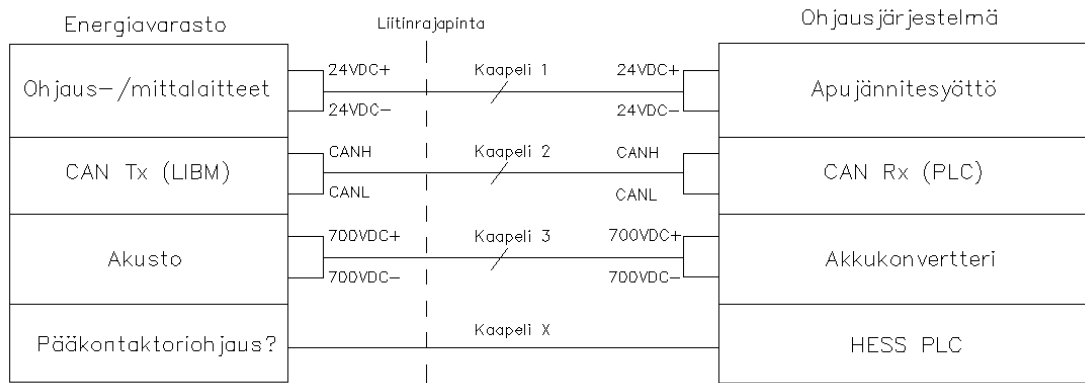 Energiavarasto
Liitinrajapinta
Ohjausjärjestelmä
Ohjaus-/mittalaitteet
24VDC+
24VDC-
Kaapeli 1
24VDC+
24VDC-
Apujännitesyöttö
CAN Tx (LIBM)
CANH
CANL
Kaapeli 2
CANH
CANL
CAN Rx (PLC)
Akusto
700VDC+
700VDC-
Kaapeli 3
700VDC+
700VDC-
Akkukonvertteri
Pääkontaktoriohjaus?
Kaapeli X
HESS PLC